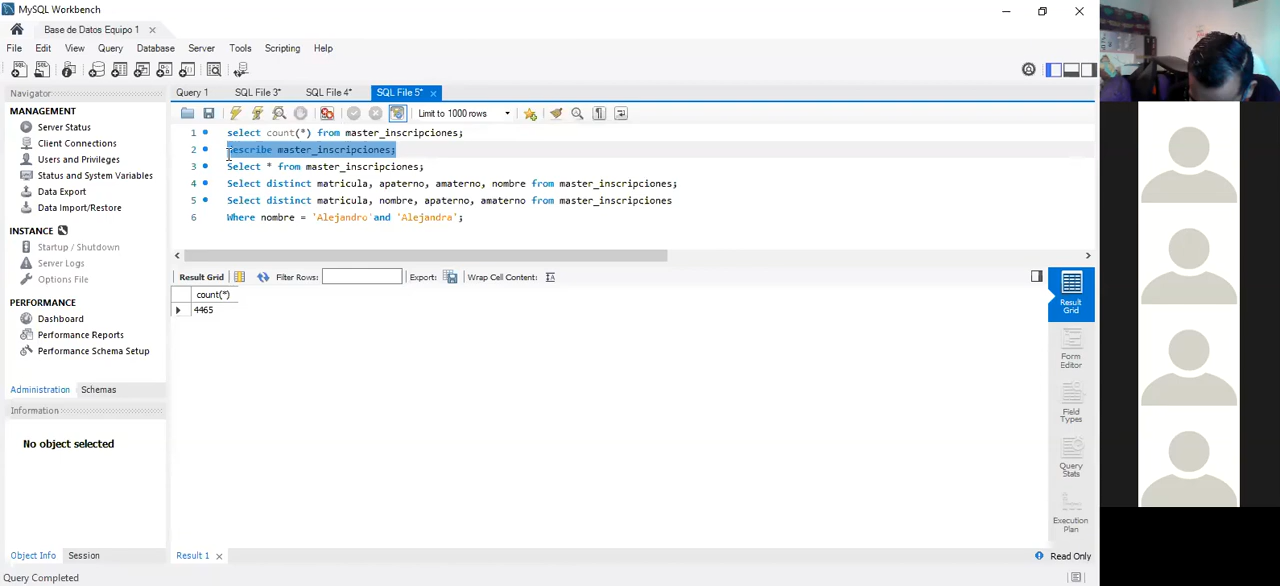 MySQL Workbench
Base de Datos Equipo 1
File Edit View Query Database Server Tools Scripting Help
Navigator
MANAGEMENT
Server Status
Client Connections
Users and Privileges
Status and System Variables
Data Export
Data Import/Restore
INSTANCE
Startup / Shutdown
Server Logs
Options File
PERFORMANCE
Dashboard
Performance Reports
Performance Schema Setup
Administration Schemas
Information
No object selected
Object Info Session
Query Completed
Query 1 SQL File 3* SQL File 4* SQL File 5*
Limit to 1000 rows
1 select count(*) from master_inscripciones;
2 describe master_inscripciones;
3 Select * from master_inscripciones;
4 Select distinct matricula, apaterno, amaterno, nombre from master_inscripciones;
5 Select distinct matricula, nombre, apaterno, amaterno from master_inscripciones
6 Where nombre = 'Alejandro' and 'Alejandra';
Result Grid Filter Rows: Export: Wrap Cell Content:
count(*)
4465
Result Grid
Form Editor
Field Types
Query Stats
Execution Plan
Result 1
Read Only